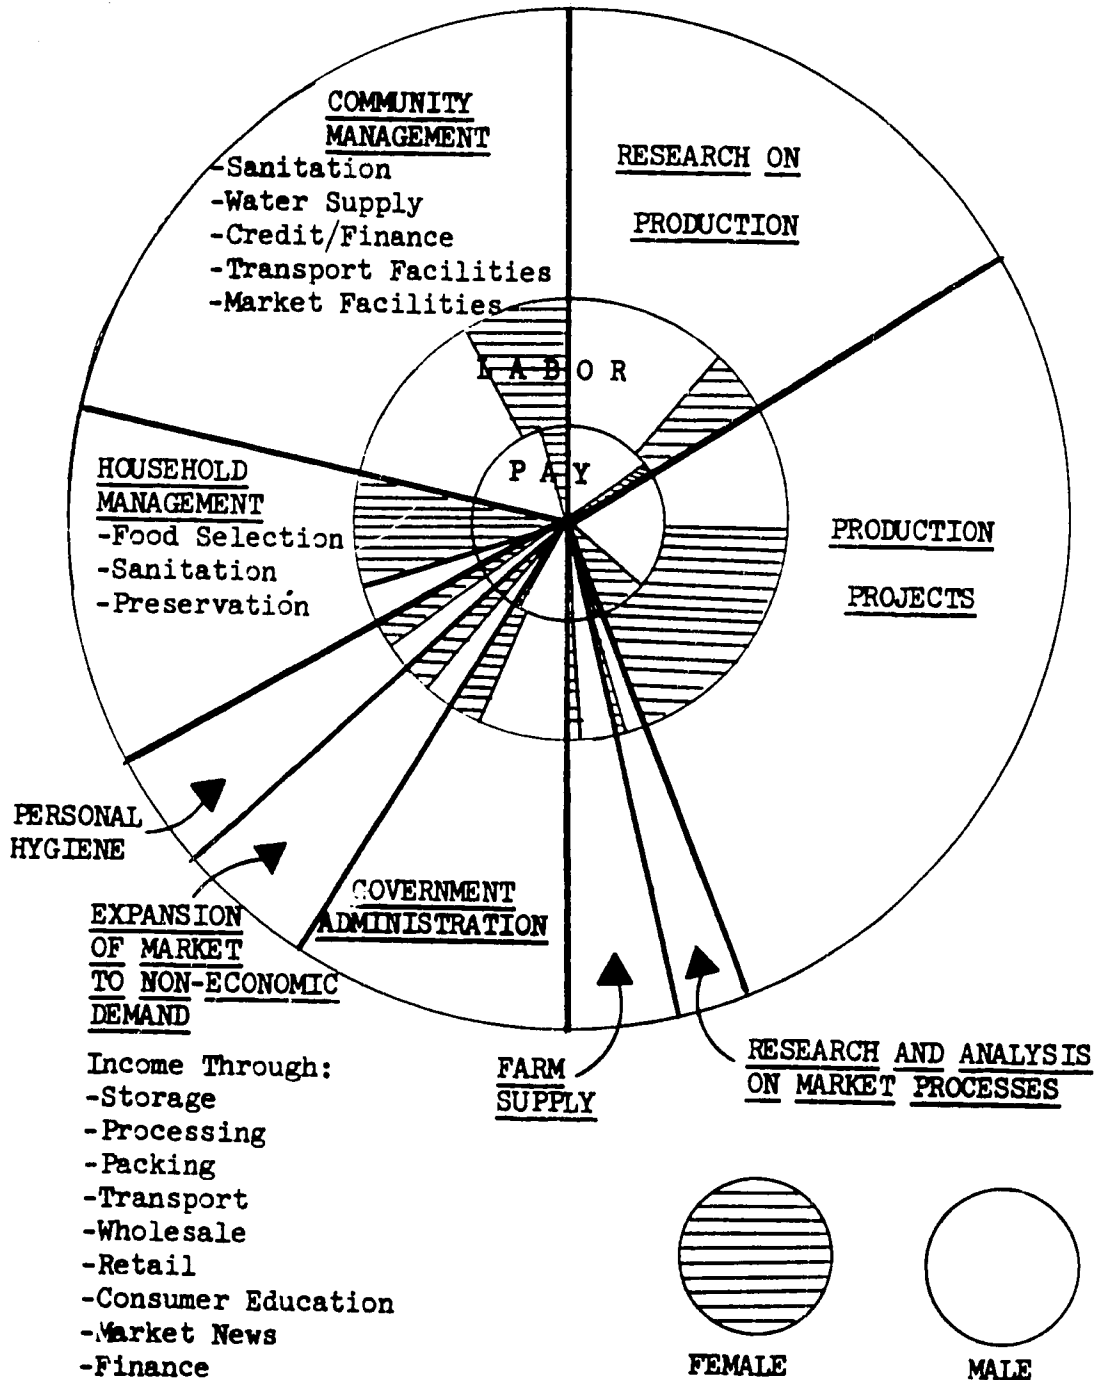 COMMUNITY
MANAGEMENT
-Sanitation
-Water Supply
-Credit/Finance
-Transport Facilities
-Market Facilities
RESEARCH ON
PRODUCTION
LABOR
PAY
HOUSEHOLD
MANAGEMENT
-Food Selection
-Sanitation
-Preservation
PRODUCTION
PROJECTS
PERSONAL
HYGIENE
EXPANSION
OF MARKET
TO NON-ECONOMIC
DEMAND
GOVERNMENT
ADMINISTRATION
Income Through:
-Storage
-Processing
-Packing
-Transport
-Wholesale
-Retail
-Consumer Education
-Market News
-Finance
FARM
SUPPLY
RESEARCH AND ANALYSIS
ON MARKET PROCESSES
FEMALE
MALE